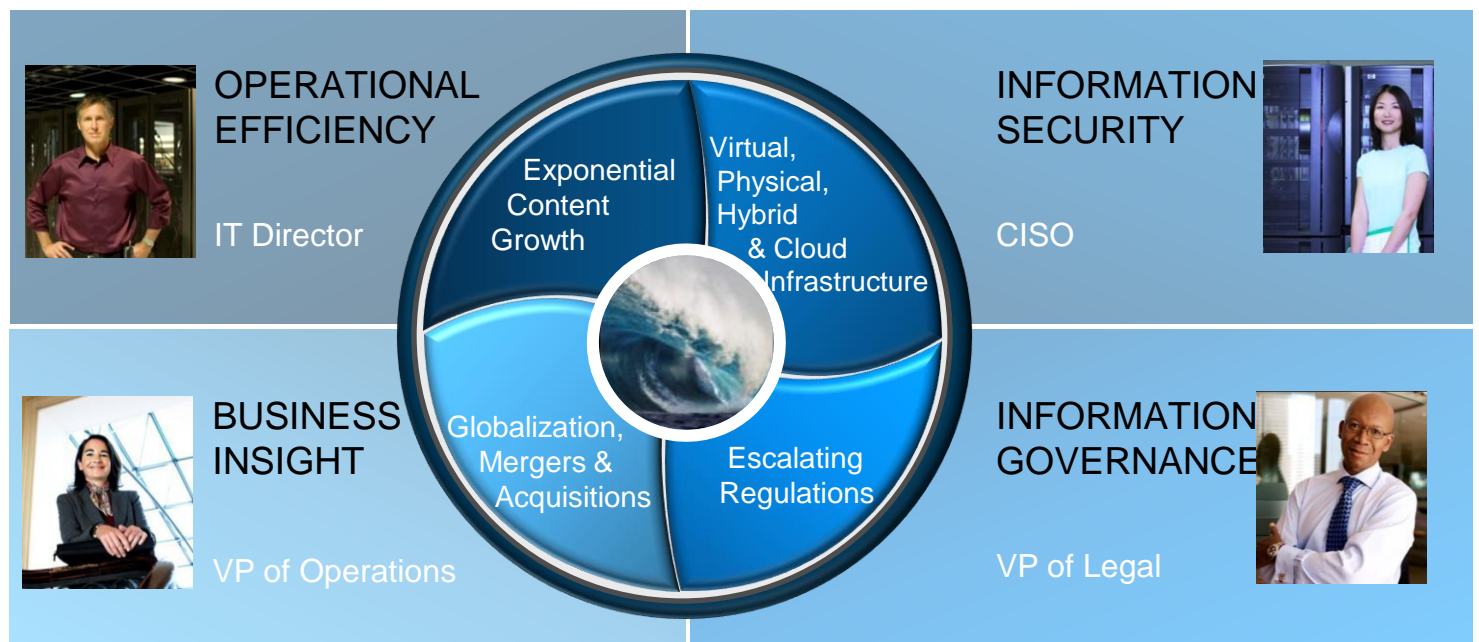 OPERATIONAL
EFFICIENCY
IT Director
Exponential
Content
Growth
Virtual,
Physical,
Hybrid
& Cloud
Infrastructure
INFORMATION
SECURITY
CISO
BUSINESS
INSIGHT
VP of Operations
Globalization,
Mergers &
Acquisitions
Escalating
Regulations
INFORMATION
GOVERNANCE
VP of Legal